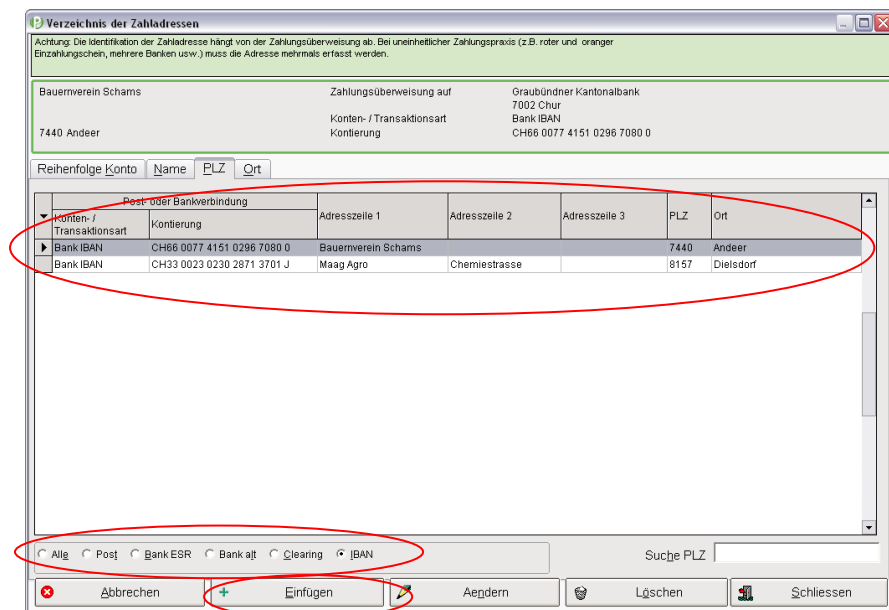 Verzeichnis der Zahladressen
Achtung: Die Identifikation der Zahladresse hängt von der Zahlungsüberweisung ab. Bei uneinheitlicher Zahlungspraxis (z.B. roter und oranger
Einzahlungschein, mehrere Banken usw.) muss die Adresse mehrmals erfasst werden.
Bauernverein Schams Zahlungsüberweisung auf Graubündner Kantonalbank
7002 Chur
Konten- / Transaktionsart Bank IBAN
7440 Andeer Kontierung CH66 0077 4151 0296 7080 0
Reihenfolge Konto Name PLZ Ort
Post- oder Bankverbindung
Konten- / Transaktionsart Kontierung Adresszeile 1 Adresszeile 2 Adresszeile 3 PLZ Ort
Bank IBAN CH66 0077 4151 0296 7080 0 Bauernverein Schams 7440 Andeer
Bank IBAN CH33 0023 0230 2871 3701 J Maag Agro Chemiestrasse 8157 Dielsdorf
Alle Post Bank ESR Bank alt Clearing IBAN Suche PLZ
Abbrechen Einfügen Aendern Löschen Schliessen